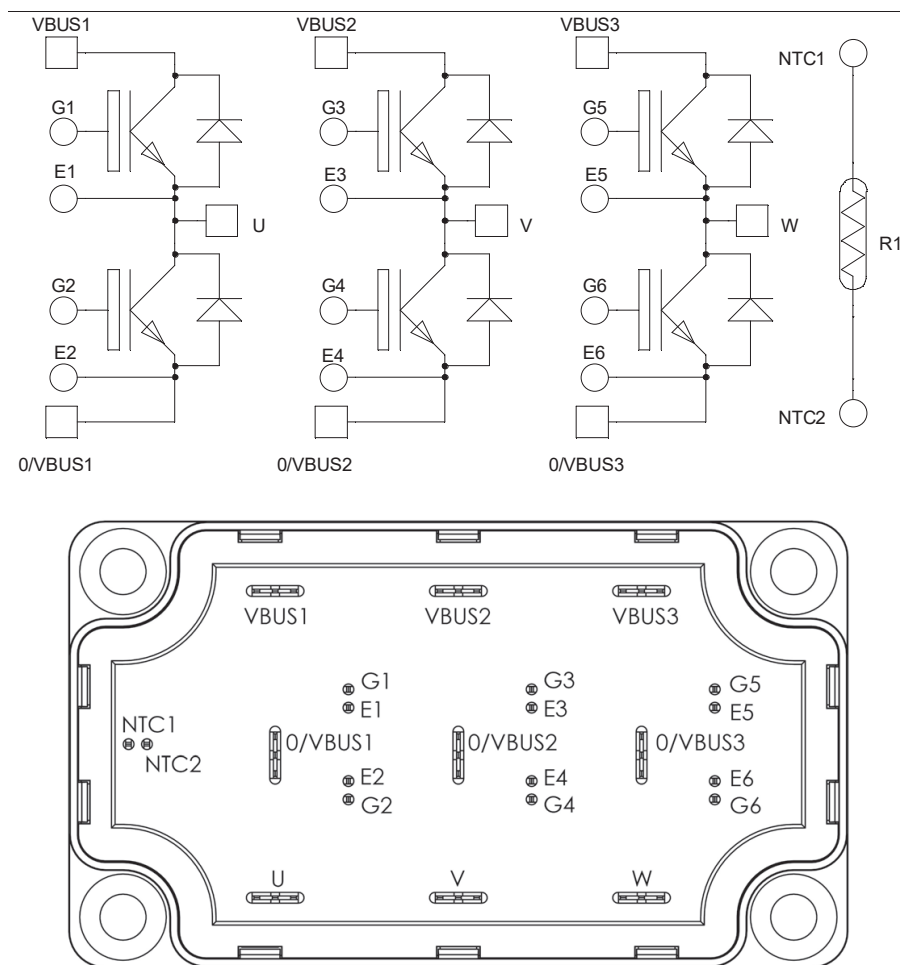 VBUS1 VBUS2 VBUS3
NTC1
G1 G3 G5
E1 E3 E5
U V W
R1
G2 G4 G6
E2 E4 E6
NTC2
0/VBUS1 0/VBUS2 0/VBUS3
VBUS1 VBUS2 VBUS3
G1 G3 G5
E1 E3 E5
NTC1
0/VBUS1 0/VBUS2 0/VBUS3
NTC2
E2 E4 E6
G2 G4 G6
U V W